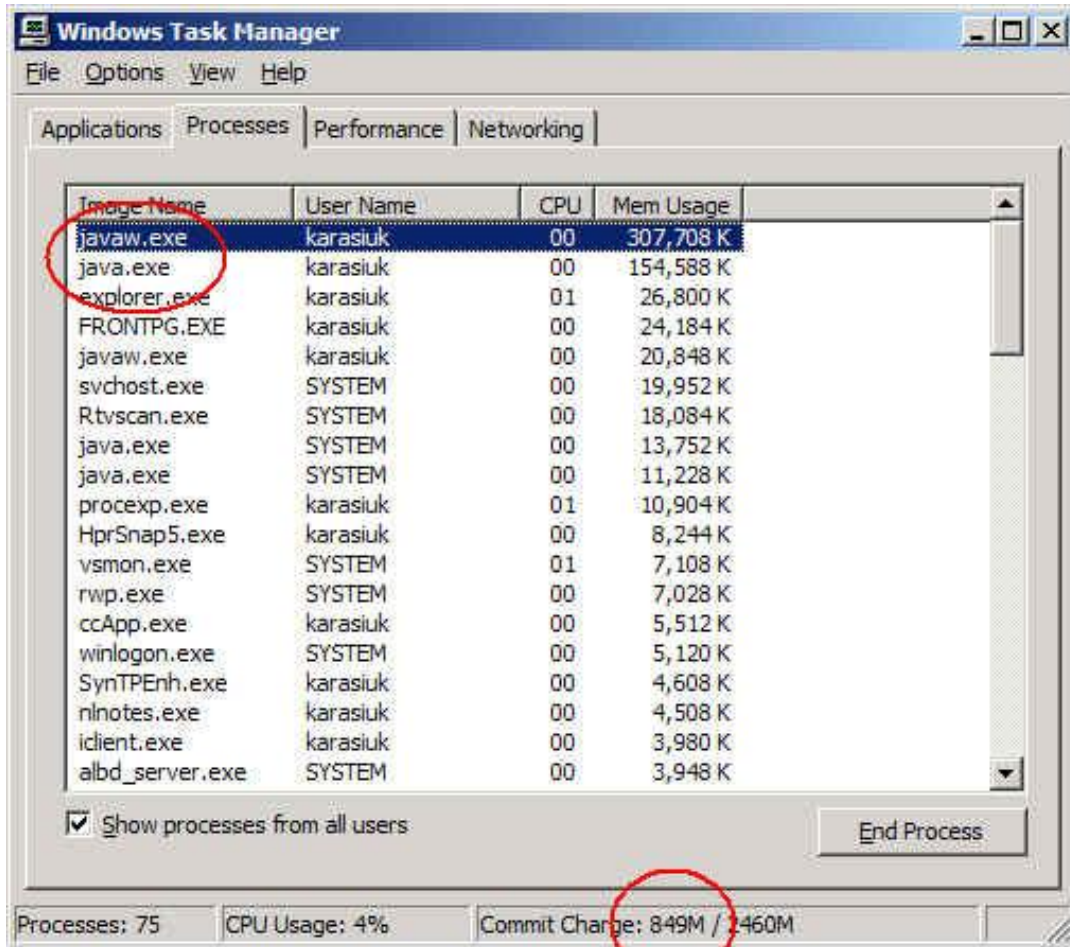 Windows Task Manager
File Options View Help
Applications Processes Performance Networking
Image Name User Name CPU Mem Usage
javaw.exe karasiuk 00 307,708 K
java.exe karasiuk 00 154,588 K
explorer.exe karasiuk 01 26,800 K
FRONTPG.EXE karasiuk 00 24,184 K
javaw.exe karasiuk 00 20,848 K
svchost.exe SYSTEM 00 19,952 K
Rtvscan.exe SYSTEM 00 18,084 K
java.exe SYSTEM 00 13,752 K
java.exe SYSTEM 00 11,228 K
procexp.exe karasiuk 01 10,904 K
HprSnap5.exe karasiuk 00 8,244 K
vsmon.exe SYSTEM 01 7,108 K
rwp.exe SYSTEM 00 7,028 K
ccApp.exe karasiuk 00 5,512 K
winlogon.exe SYSTEM 00 5,120 K
SynTPEnh.exe karasiuk 00 4,608 K
nlnotes.exe karasiuk 00 4,508 K
iclient.exe karasiuk 00 3,980 K
albd_server.exe SYSTEM 00 3,948 K
Show processes from all users End Process
Processes: 75 CPU Usage: 4% Commit Charge: 849M / 2460M